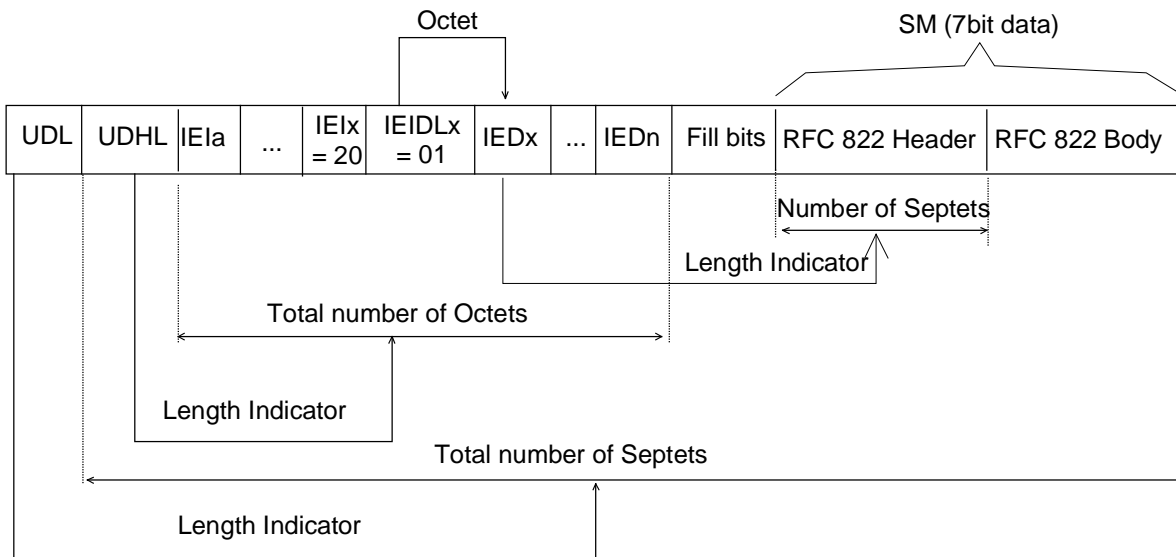 Octet
SM (7bit data)
UDL
UDHL
IEIa
...
IEIx
= 20
IEIDLx
= 01
IEDx
...
IEDn
Fill bits
RFC 822 Header
RFC 822 Body
Number of Septets
Length Indicator
Total number of Octets
Length Indicator
Total number of Septets
Length Indicator